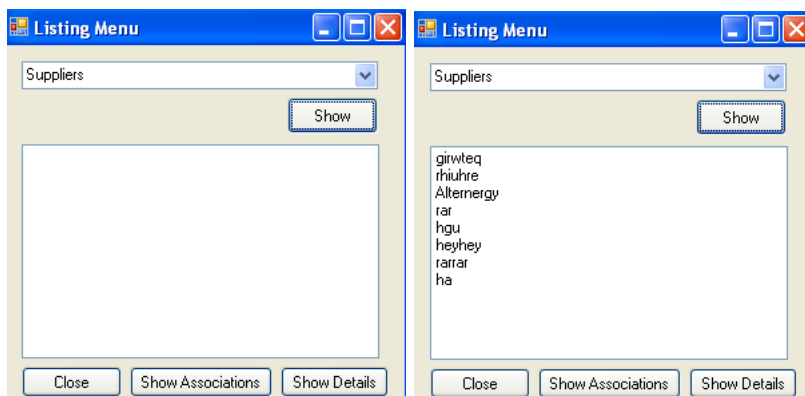 Listing Menu
Suppliers
Show
Close Show Associations Show Details
Listing Menu
Suppliers
Show
girwteq
rhiuhre
Alternergy
rar
hgu
heyhey
rarrar
ha
Close Show Associations Show Details